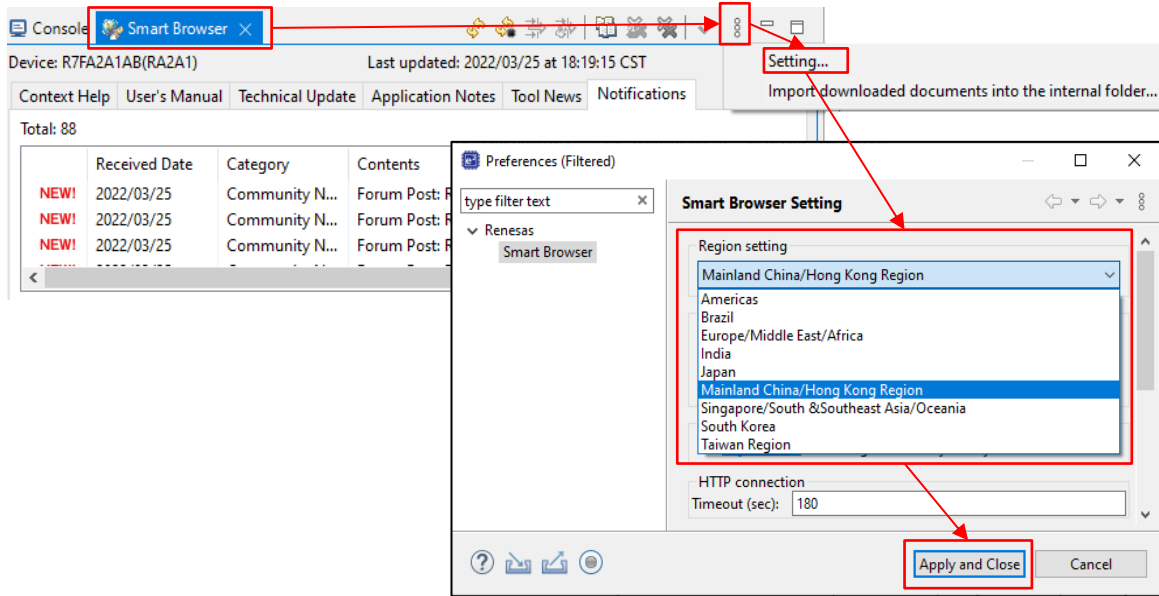 Console Smart Browser
Device: R7FA2A1AB(RA2A1) Last updated: 2022/03/25 at 18:19:15 CST
Setting...
Import downloaded documents into the internal folder...
Context Help User's Manual Technical Update Application Notes Tool News Notifications
Total: 88
Received Date Category Contents
NEW! 2022/03/25 Community N... Forum Post: R
NEW! 2022/03/25 Community N... Forum Post: R
NEW! 2022/03/25 Community N... Forum Post: R
Preferences (Filtered)
type filter text
Renesas
Smart Browser
Smart Browser Setting
Region setting
Mainland China/Hong Kong Region
Americas
Brazil
Europe/Middle East/Africa
India
Japan
Mainland China/Hong Kong Region
Singapore/South &Southeast Asia/Oceania
South Korea
Taiwan Region
HTTP connection
Timeout (sec): 180
Apply and Close Cancel